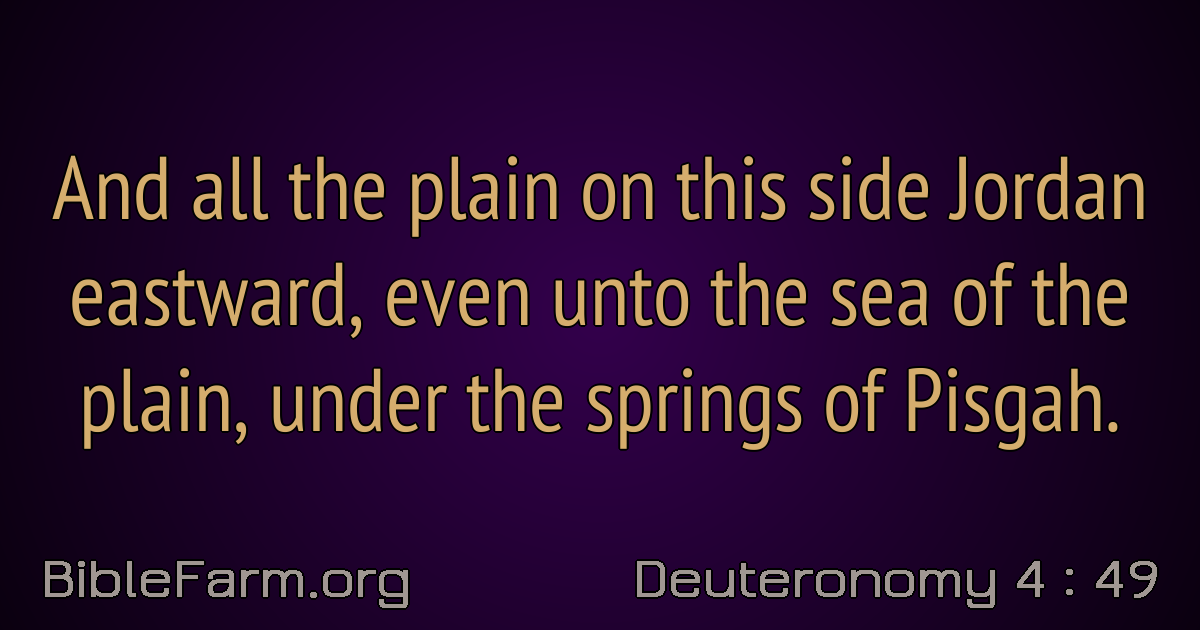 And all the plain on this side Jordan
eastward, even unto the sea of the
plain, under the springs of Pisgah.
BibleFarm.org
Deuteronomy 4 : 49